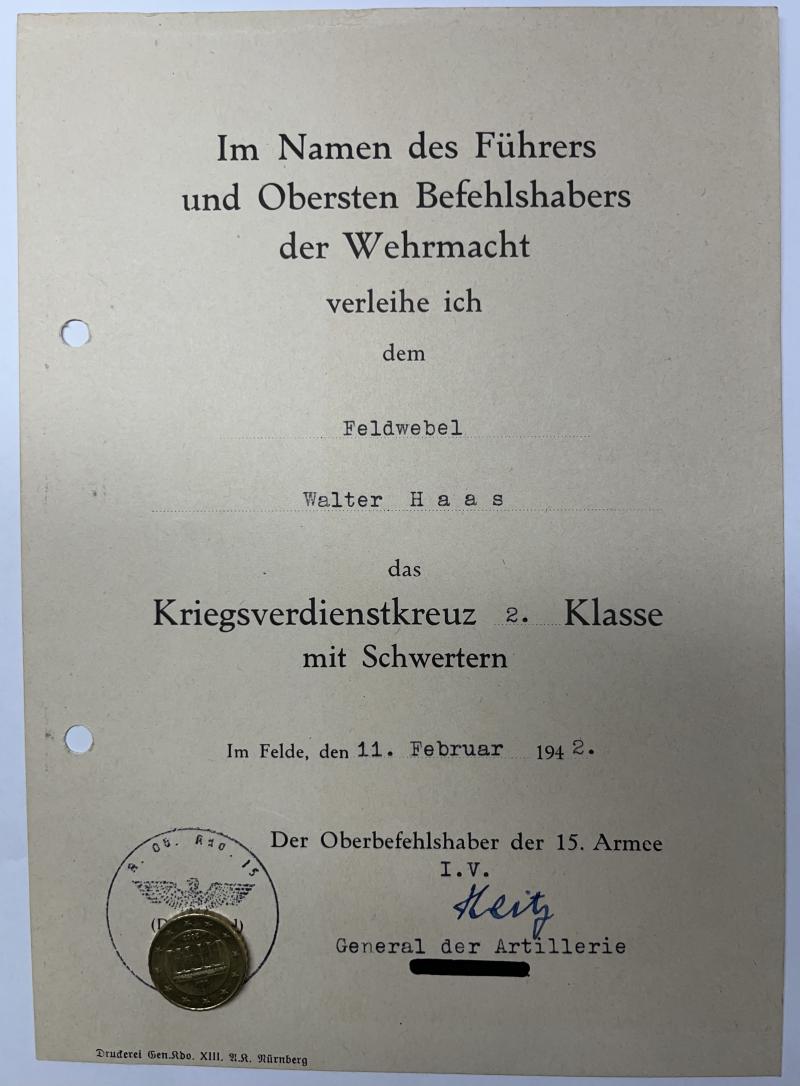 Im Namen des Führers
und Obersten Befehlshabers
der Wehrmacht
verleihe ich
dem
Feldwebel
Walter H a a s
das
Kriegsverdienstkreuz 2. Klasse
mit Schwertern
Im Felde, den 11. Februar 1942.
Der Oberbefehlshaber der 15. Armee
I.V.
Heitz
General der Artillerie
Druckerei Gen.Kdo. XIII. A.K. Nürnberg